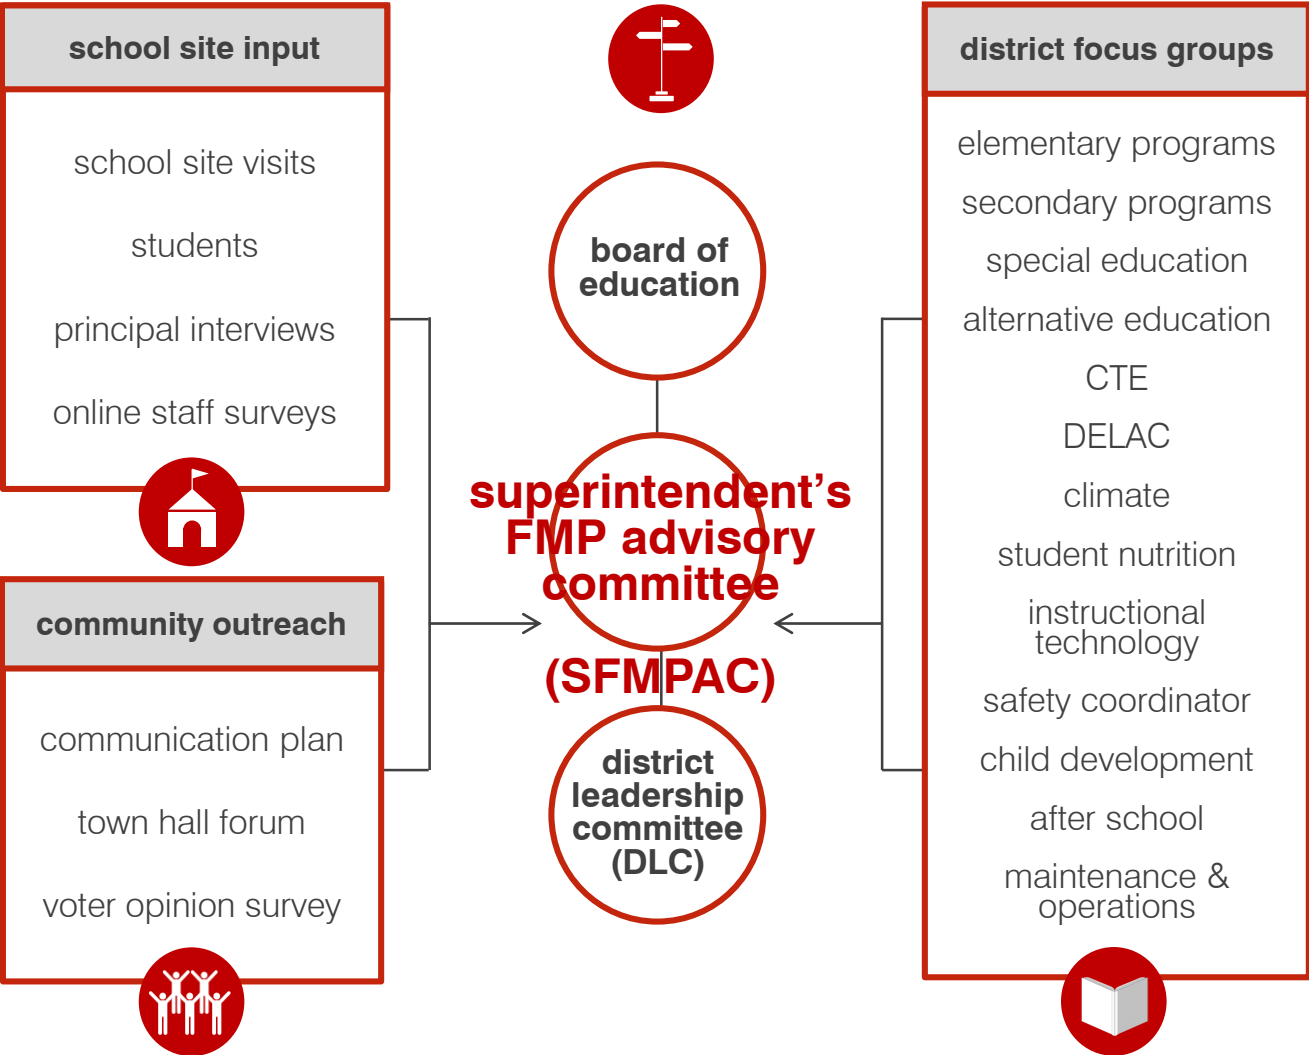 school site input
school site visits
students
principal interviews
online staff surveys
community outreach
communication plan
town hall forum
voter opinion survey
board of
education
superintendent’s
FMP advisory
committee
(SFMPAC)
district
leadership
committee
(DLC)
district focus groups
elementary programs
secondary programs
special education
alternative education
CTE
DELAC
climate
student nutrition
instructional
technology
safety coordinator
child development
after school
maintenance &
operations